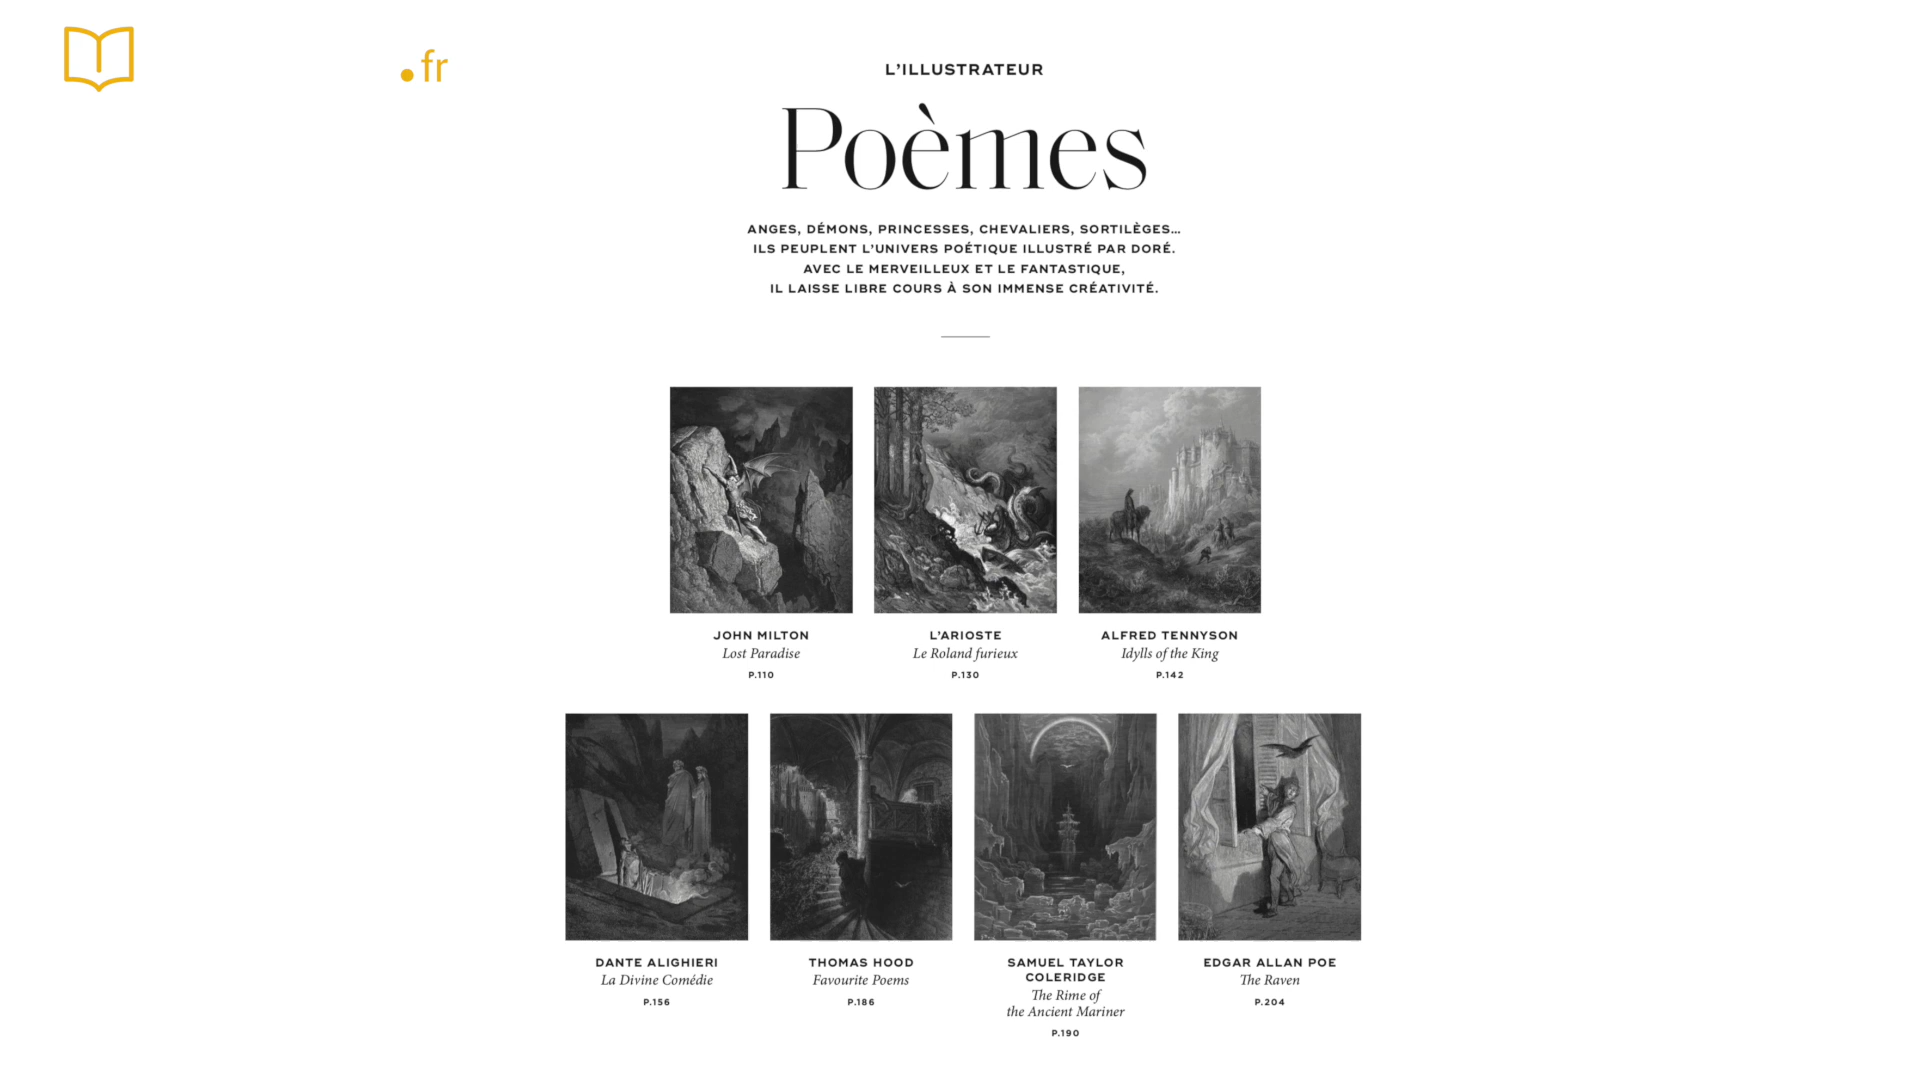 .fr
L’ILLUSTRATEUR
Poèmes
ANGES, DÉMONS, PRINCESSES, CHEVALIERS, SORTILÈGES...
ILS PEUPLENT L’UNIVERS POÉTIQUE ILLUSTRÉ PAR DORÉ.
AVEC LE MERVEILLEUX ET LE FANTASTIQUE,
IL LAISSE LIBRE COURS À SON IMMENSE CRÉATIVITÉ.
JOHN MILTON
Lost Paradise
P.110
L’ARIOSTE
Le Roland furieux
P.130
ALFRED TENNYSON
Idylls of the King
P.142
DANTE ALIGHIERI
La Divine Comédie
P.156
THOMAS HOOD
Favourite Poems
P.186
SAMUEL TAYLOR
COLERIDGE
The Rime of
the Ancient Mariner
P.190
EDGAR ALLAN POE
The Raven
P.204